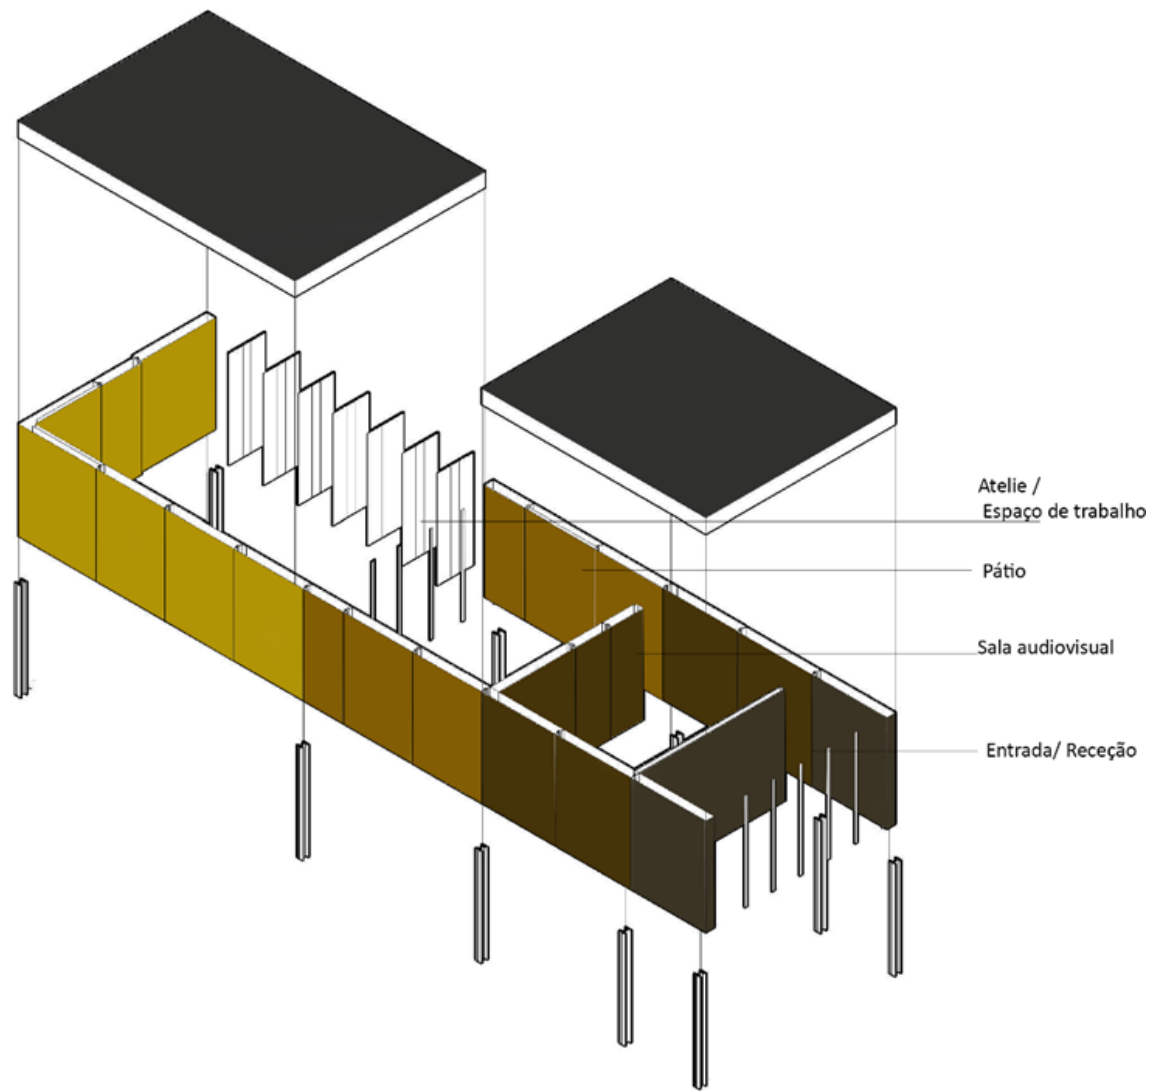 Atelie /
Espaço de trabalho
Pátio
Sala audiovisual
Entrada/ Receção